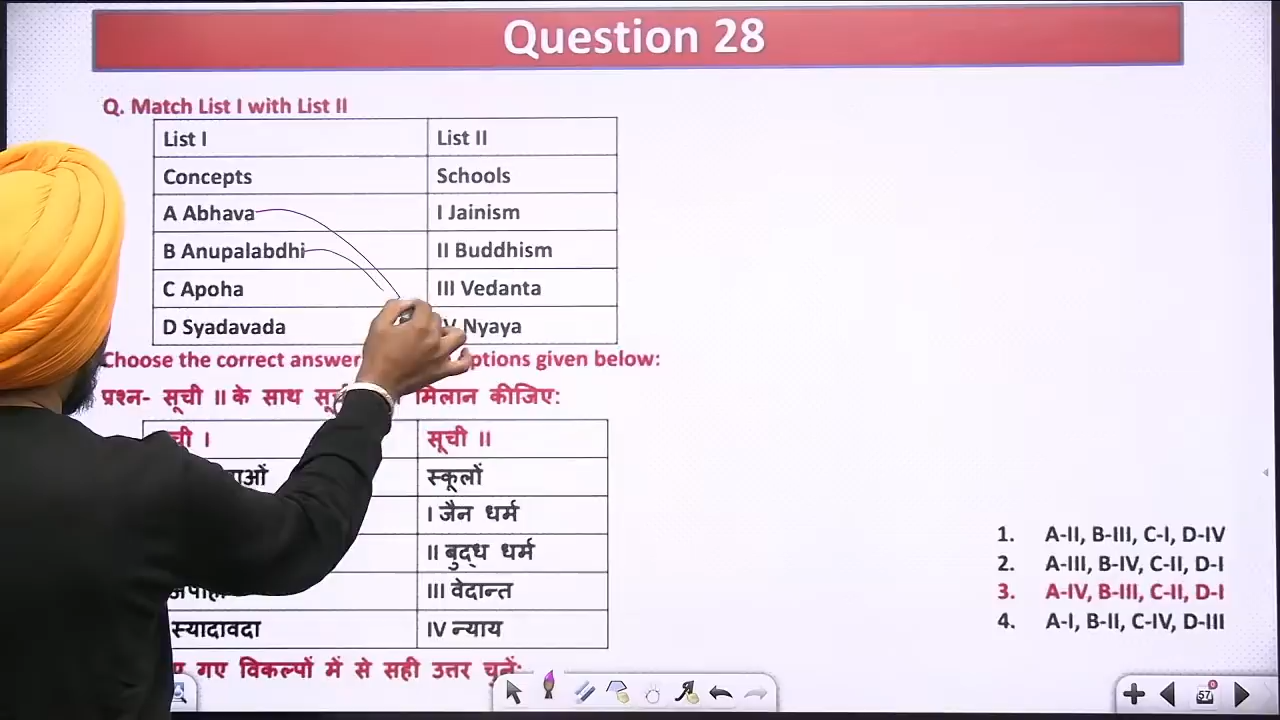 Question 28
Q. Match List I with List II
List I List II
Concepts Schools
A Abhava I Jainism
B Anupalabdhi II Buddhism
C Apoha III Vedanta
D Syadavada Nyaya
Choose the correct answer options given below:
प्रश्न- सूची II के साथ मिलान कीजिए:
I सूची II
स्कूलों
I जैन धर्म
II बुद्ध धर्म
III वेदान्त
स्यादावदा IV न्याय
गए विकल्पों में से सही उत्तर चुनें:
1. A-II, B-III, C-I, D-IV
2. A-III, B-IV, C-II, D-I
3. A-IV, B-III, C-II, D-I
4. A-I, B-II, C-IV, D-III
57